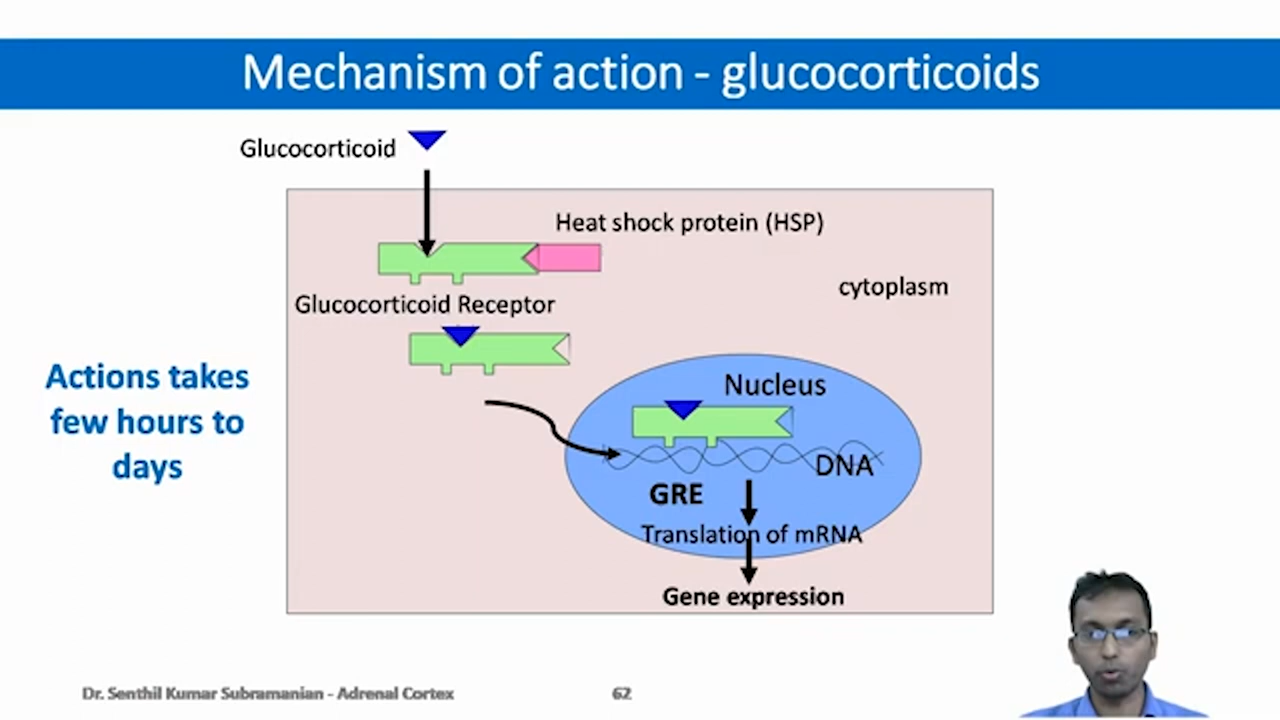 Mechanism of action - glucocorticoids
Glucocorticoid
Heat shock protein (HSP)
cytoplasm
Glucocorticoid Receptor
Actions takes
few hours to
days
Nucleus
DNA
GRE
Translation of mRNA
Gene expression
Dr. Senthil Kumar Subramanian - Adrenal Cortex
62